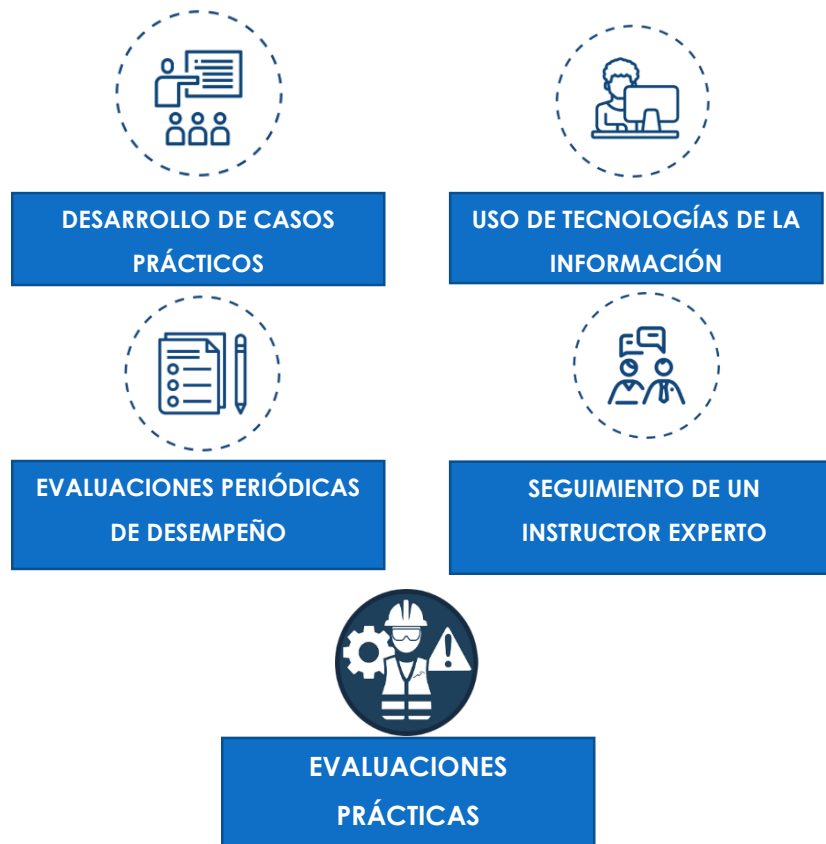 DESARROLLO DE CASOS
PRÁCTICOS
USO DE TECNOLOGÍAS DE LA
INFORMACIÓN
EVALUACIONES PERIÓDICAS
DE DESEMPEÑO
SEGUIMIENTO DE UN
INSTRUCTOR EXPERTO
EVALUACIONES
PRÁCTICAS